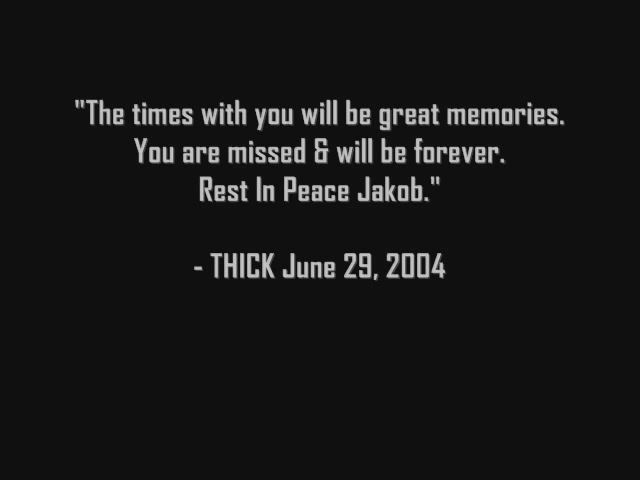 "The times with you will be great memories.
You are missed & will be forever.
Rest In Peace Jakob."
- THICK June 29, 2004